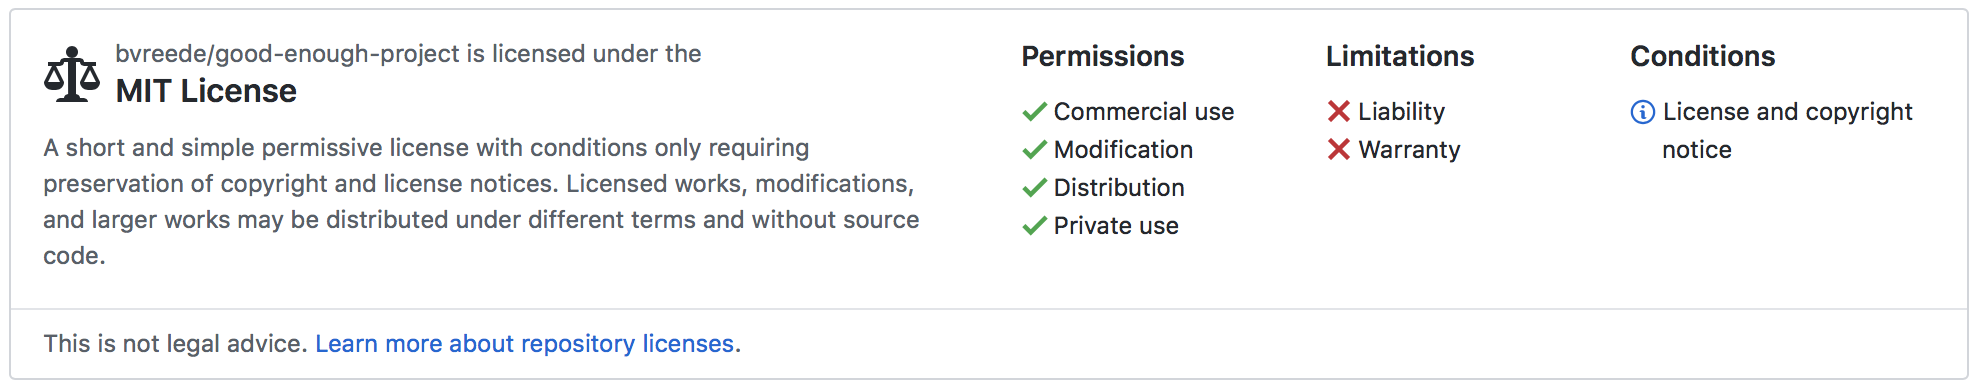 bvreede/good-enough-project is licensed under the
MIT License
A short and simple permissive license with conditions only requiring
preservation of copyright and license notices. Licensed works, modifications,
and larger works may be distributed under different terms and without source
code.
Permissions
Commercial use
Modification
Distribution
Private use
Limitations
Liability
Warranty
Conditions
License and copyright
notice
This is not legal advice. Learn more about repository licenses.